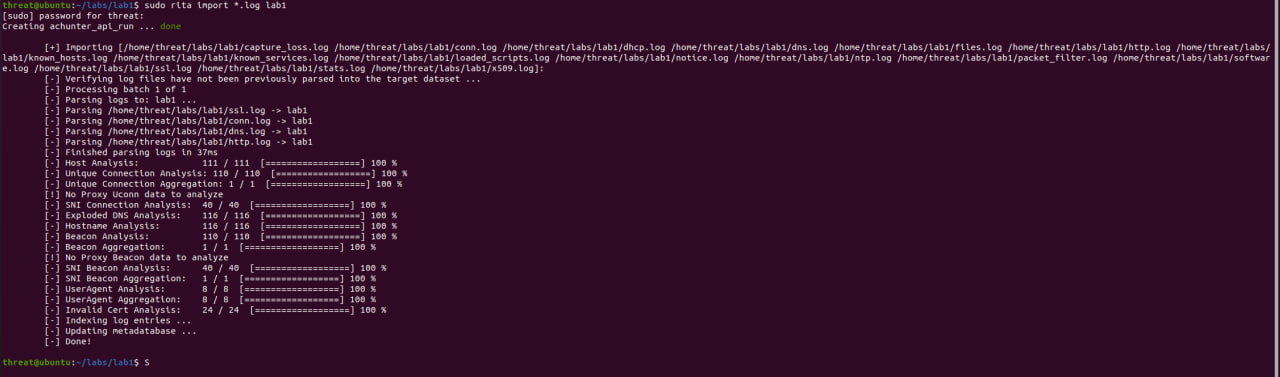 threat@ubuntu:~/labs/lab1$ sudo rita import *.log lab1
[sudo] password for threat:
Creating achunter_api_run ... done
[+] Importing [/home/threat/labs/lab1/capture_loss.log /home/threat/labs/lab1/conn.log /home/threat/labs/lab1/dhcp.log /home/threat/labs/lab1/dns.log /home/threat/labs/lab1/files.log /home/threat/labs/lab1/http.log /home/threat/labs/
lab1/known_hosts.log /home/threat/labs/lab1/known_services.log /home/threat/labs/lab1/loaded_scripts.log /home/threat/labs/lab1/notice.log /home/threat/labs/lab1/ntp.log /home/threat/labs/lab1/packet_filter.log /home/threat/labs/lab1/softwar
e.log /home/threat/labs/lab1/ssl.log /home/threat/labs/lab1/stats.log /home/threat/labs/lab1/x509.log]:
[-] Verifying log files have not been previously parsed into the target dataset ...
[-] Processing batch 1 of 1
[-] Parsing logs to: lab1 ...
[-] Parsing /home/threat/labs/lab1/ssl.log -> lab1
[-] Parsing /home/threat/labs/lab1/conn.log -> lab1
[-] Parsing /home/threat/labs/lab1/dns.log -> lab1
[-] Parsing /home/threat/labs/lab1/http.log -> lab1
[-] Finished parsing logs in 37ms
[-] Host Analysis: 111 / 111 [==================] 100 %
[-] Unique Connection Analysis: 110 / 110 [==================] 100 %
[-] Unique Connection Aggregation: 1 / 1 [==================] 100 %
[!] No Proxy Uconn data to analyze
[-] SNI Connection Analysis: 40 / 40 [==================] 100 %
[-] Exploded DNS Analysis: 116 / 116 [==================] 100 %
[-] Hostname Analysis: 116 / 116 [==================] 100 %
[-] Beacon Analysis: 110 / 110 [==================] 100 %
[-] Beacon Aggregation: 1 / 1 [==================] 100 %
[!] No Proxy Beacon data to analyze
[-] SNI Beacon Analysis: 40 / 40 [==================] 100 %
[-] SNI Beacon Aggregation: 1 / 1 [==================] 100 %
[-] UserAgent Analysis: 8 / 8 [==================] 100 %
[-] UserAgent Aggregation: 8 / 8 [==================] 100 %
[-] Invalid Cert Analysis: 24 / 24 [==================] 100 %
[-] Indexing log entries ...
[-] Updating metadatabase ...
[-] Done!
threat@ubuntu:~/labs/lab1$ S